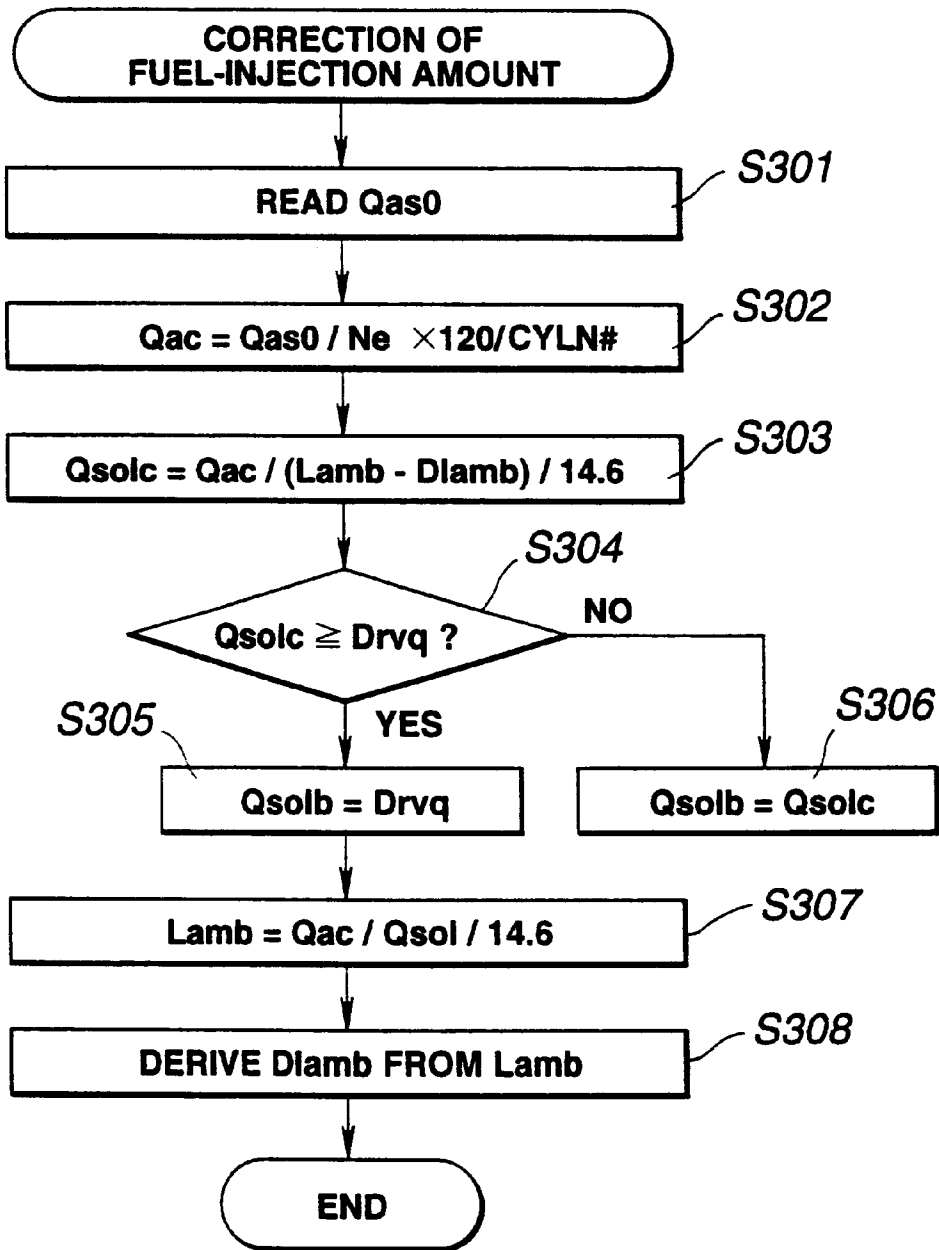 CORRECTION OF
FUEL-INJECTION AMOUNT
S301
READ Qas0
S302
Qac = Qas0 / Ne ×120/CYLN#
S303
Qsolc = Qac / (Lamb - Dlamb) / 14.6
S304
Qsolc ≧ Drvq ?
NO
YES
S305
S306
Qsolb = Drvq
Qsolb = Qsolc
S307
Lamb = Qac / Qsol / 14.6
S308
DERIVE Dlamb FROM Lamb
END